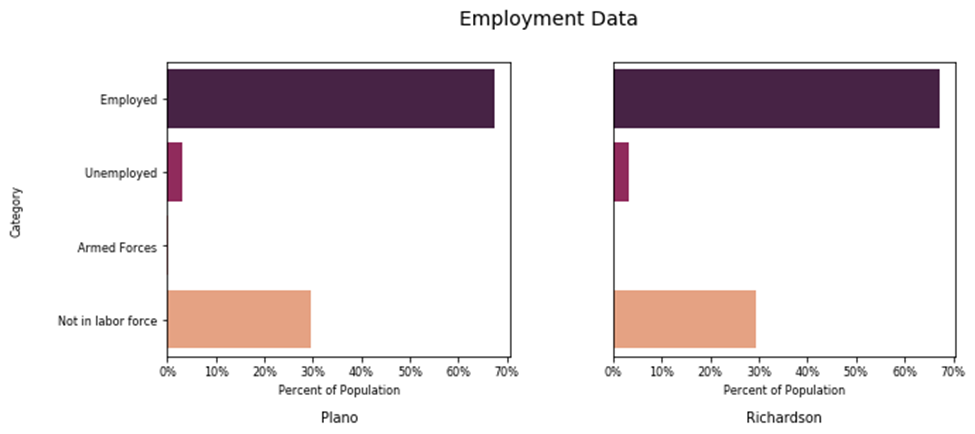 Employment Data
Category
Employed
Unemployed
Armed Forces
Not in labor force
0% 10% 20% 30% 40% 50% 60% 70%
Percent of Population
Plano
0% 10% 20% 30% 40% 50% 60% 70%
Percent of Population
Richardson